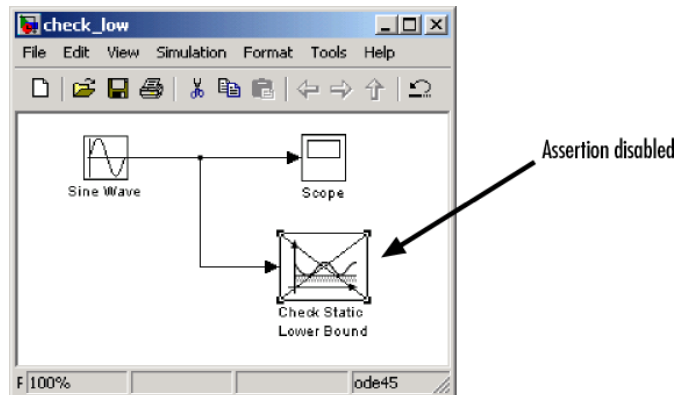 check_low
File Edit View Simulation Format Tools Help
Assertion disabled
Sine Wave
Scope
Check Static
Lower Bound
F 100%
ode45